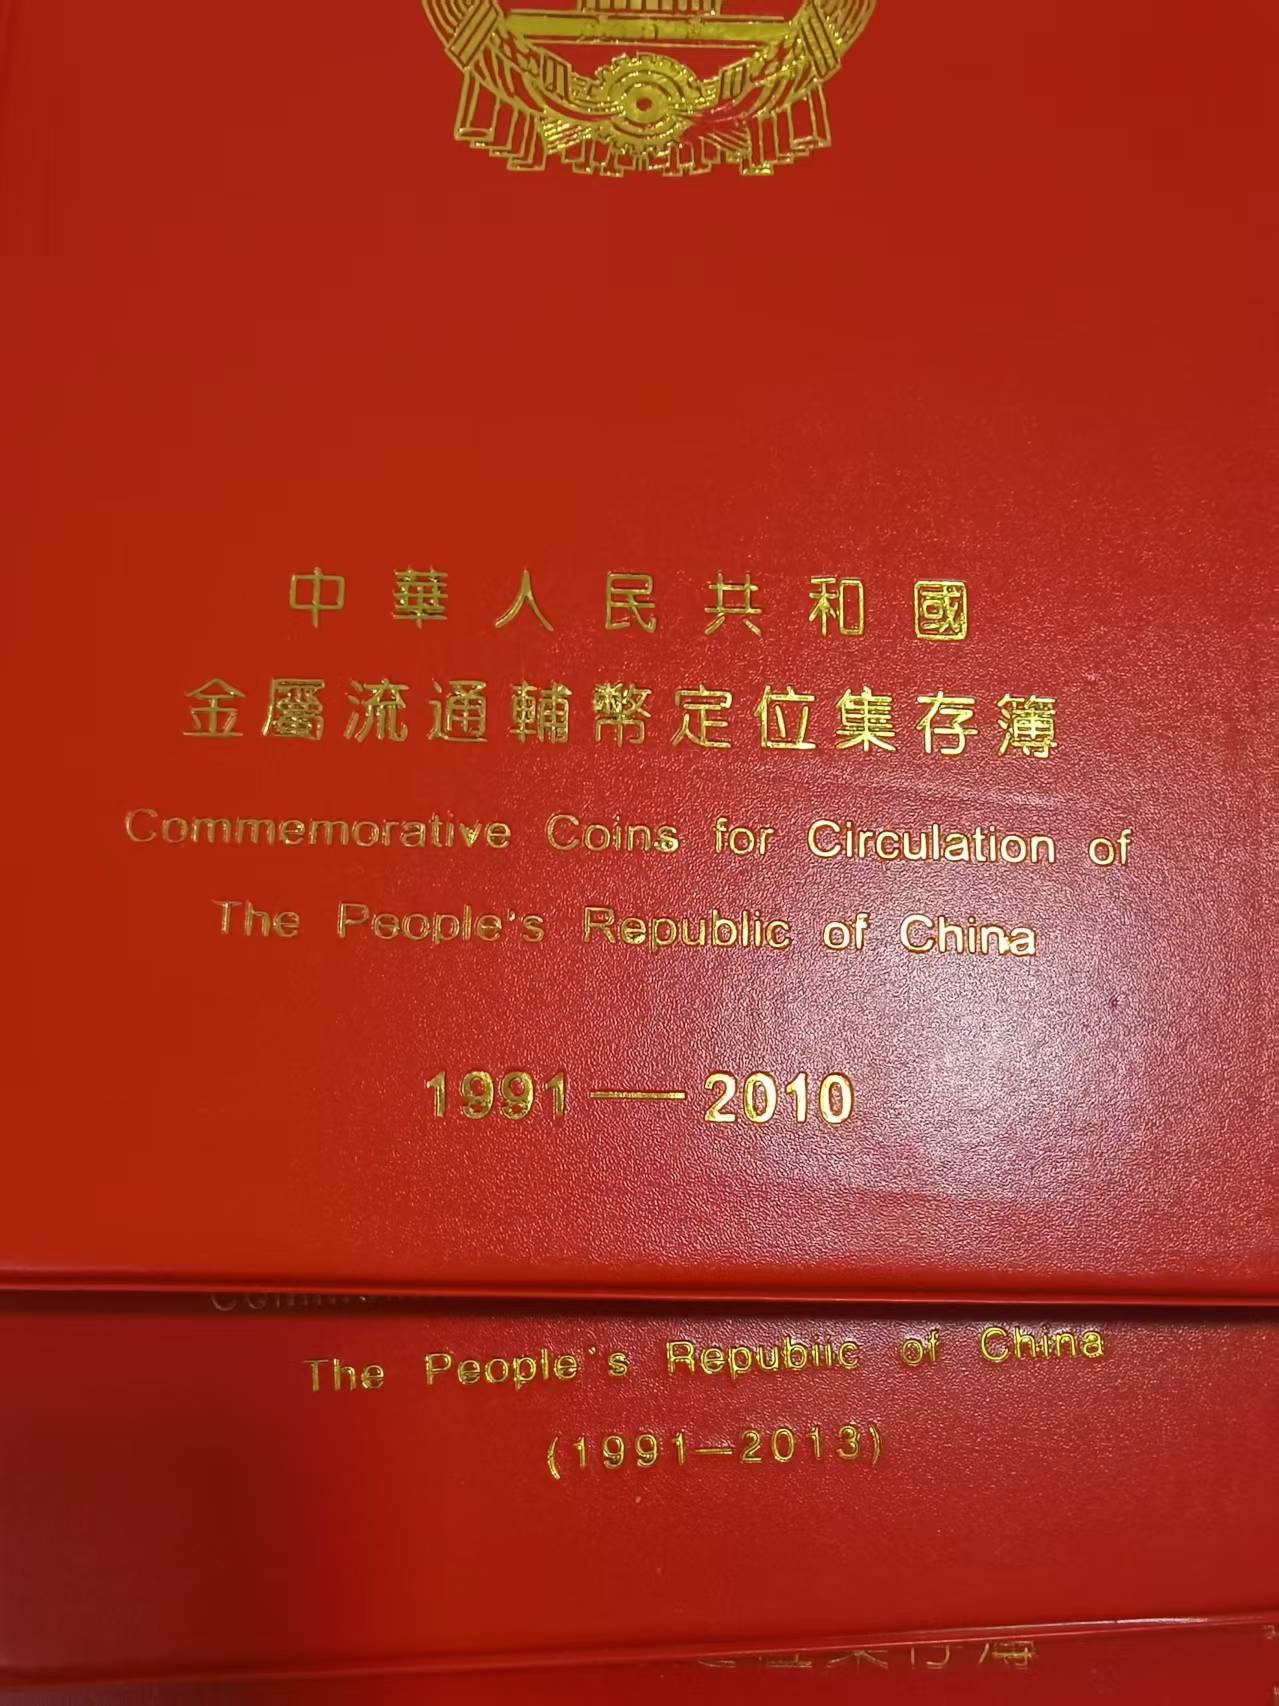 中華人民共和國
金屬流通輔幣定位集存簿
Commemorative Coins for Circulation of
The People's Republic of China
1991—2010
The People's Repubiic of China
(1991—2013)